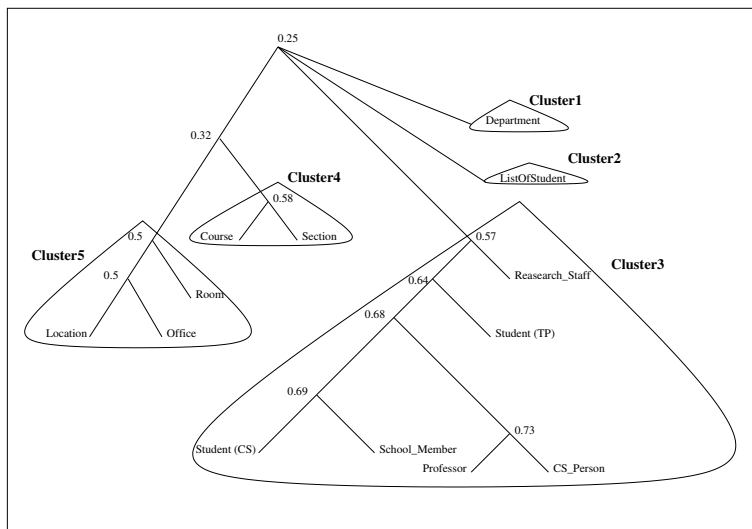 0.25
Cluster1
Department
0.32
Cluster2
ListOfStudent
Cluster4
0.58
Course
Section
0.5
0.57
Cluster5
Cluster3
0.5
Reasearch_Staff
0.64
Room
0.68
Location
Office
Student (TP)
0.69
0.73
Student (CS)
School_Member
Professor
CS_Person